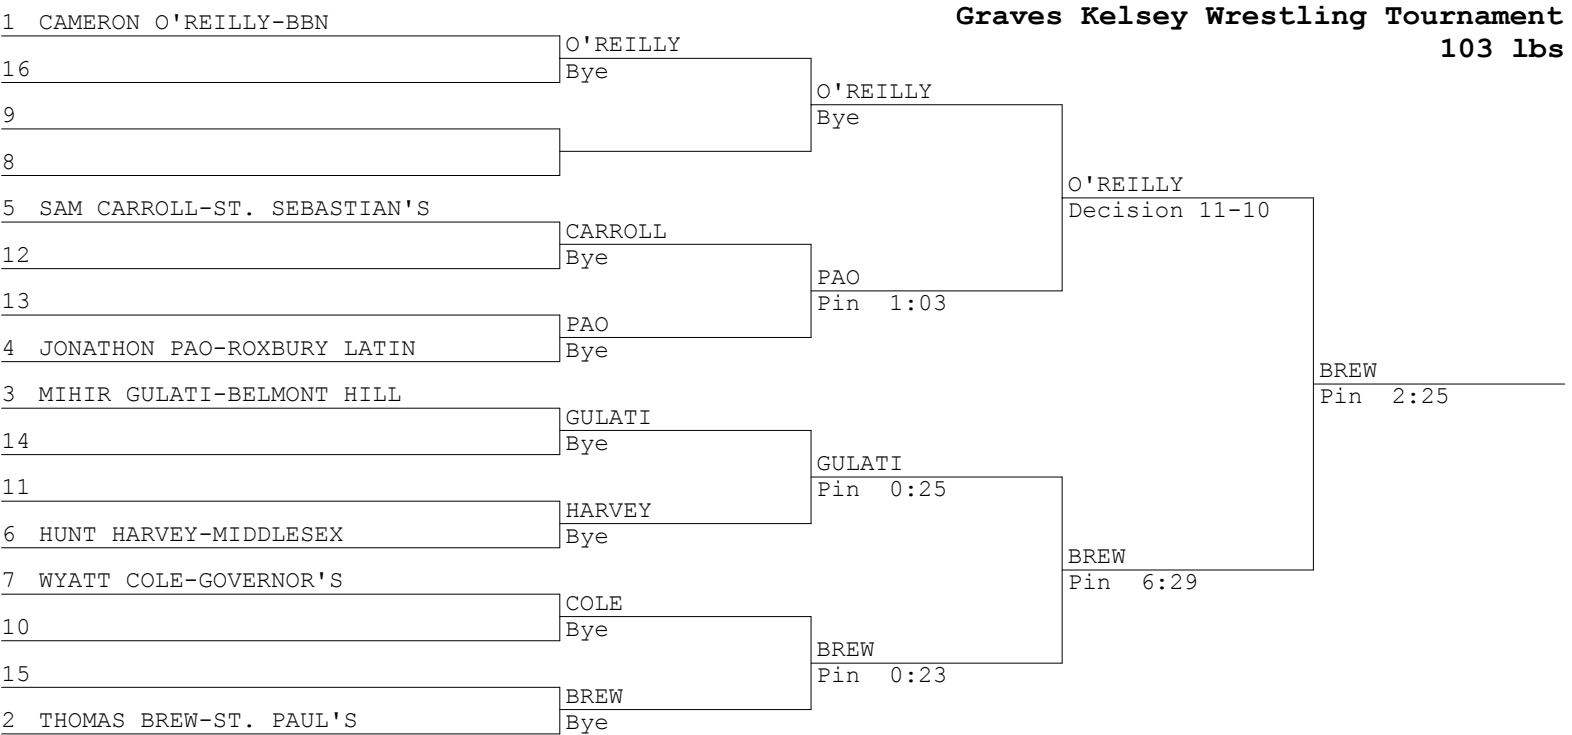 Graves Kelsey Wrestling Tournament
103 lbs
1 CAMERON O'REILLY-BBN
16
9
8
5 SAM CARROLL-ST. SEBASTIAN'S
12
13
4 JONATHON PAO-ROXBURY LATIN
3 MIHIR GULATI-BELMONT HILL
14
11
6 HUNT HARVEY-MIDDLESEX
7 WYATT COLE-GOVERNOR'S
10
15
2 THOMAS BREW-ST. PAUL'S
O'REILLY
Bye
CARROLL
Bye
PAO
Bye
GULATI
Bye
HARVEY
Bye
COLE
Bye
BREW
Bye
O'REILLY
Bye
PAO
Pin 1:03
GULATI
Pin 0:25
BREW
Pin 0:23
O'REILLY
Decision 11-10
BREW
Pin 6:29
BREW
Pin 2:25